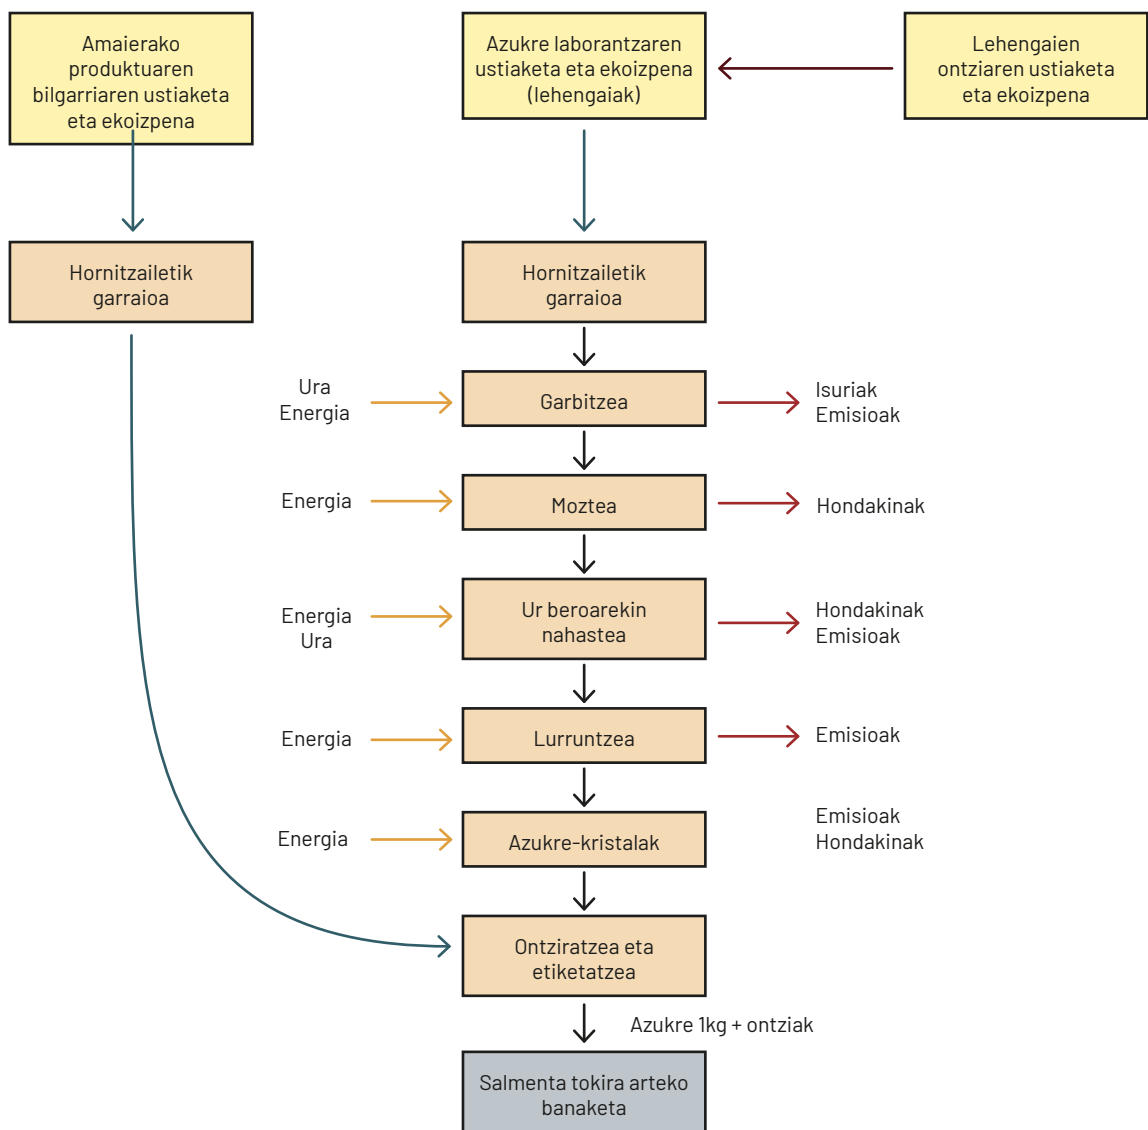 Amaierako
produktuaren
bilgarriaren ustiaketa
eta ekoizpena
Azukre laborantzaren
ustiaketa eta ekoizpena
(lehengaiak)
Lehengaien
ontziaren ustiaketa
eta ekoizpena
Hornitzailetik
garraioa
Hornitzailetik
garraioa
Ura
Energia
Garbitzea
Isuriak
Emisioak
Energia
Moztea
Hondakinak
Energia
Ura
Ur beroarekin
nahastea
Hondakinak
Emisioak
Energia
Lurruntzea
Emisioak
Energia
Azukre-kristalak
Emisioak
Hondakinak
Ontziratzea eta
etiketatzea
Azukre 1kg + ontziak
Salmenta tokira arteko
banaketa